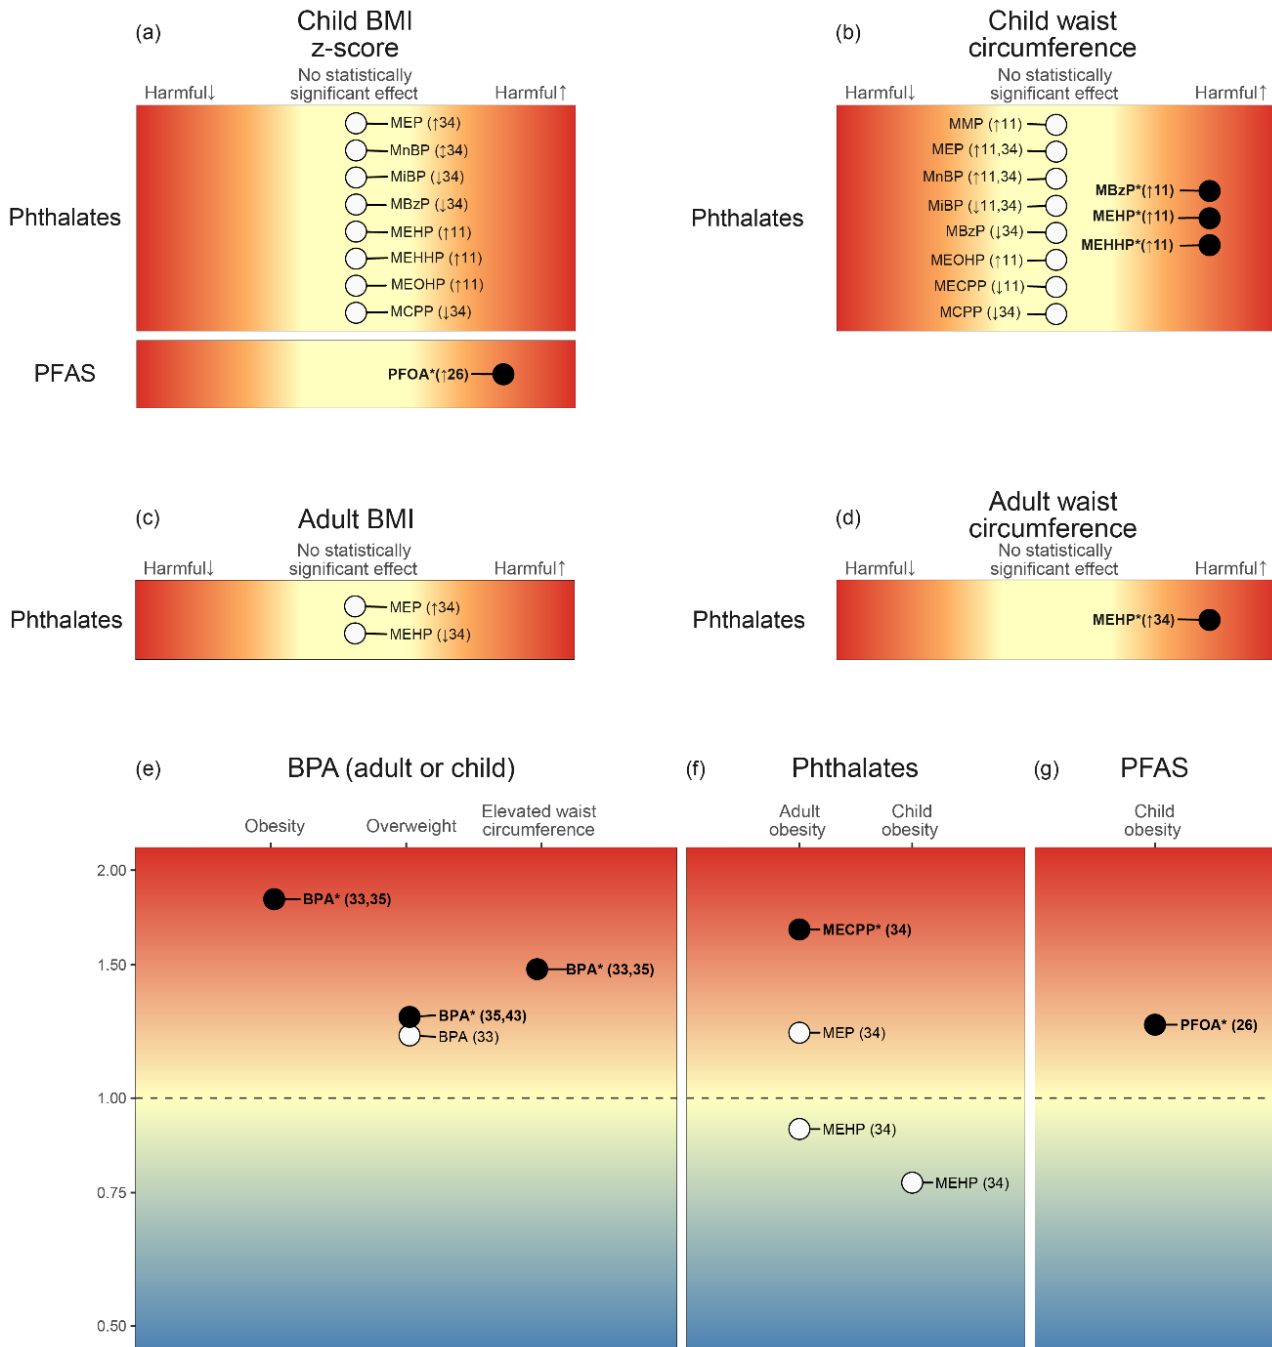 (a)
Child BMI
z-score
Harmful↓
No statistically
significant effect
Harmful↑
Phthalates
MEP (↑34)
MnBP (↕34)
MiBP (↓34)
MBzP (↓34)
MEHP (↑11)
MEHHP (↑11)
MEOHP (↑11)
MCPP (↓34)
PFAS
PFOA*(↑26)
(b)
Child waist
circumference
Harmful↓
No statistically
significant effect
Harmful↑
Phthalates
MMP (↑11)
MEP (↑11,34)
MnBP (↑11,34)
MiBP (↓11,34)
MBzP (↓34)
MEOHP (↑11)
MECPP (↓11)
MCPP (↓34)
MBzP*(↑11)
MEHP*(↑11)
MEHHP*(↑11)
(c)
Adult BMI
Harmful↓
No statistically
significant effect
Harmful↑
Phthalates
MEP (↑34)
MEHP (↓34)
(d)
Adult waist
circumference
Harmful↓
No statistically
significant effect
Harmful↑
Phthalates
MEHP*(↑34)
(e)
BPA (adult or child)
Obesity
Overweight
Elevated waist
circumference
2.00
1.50
1.00
0.75
0.50
BPA* (33,35)
BPA* (33,35)
BPA* (35,43)
BPA (33)
(f)
Phthalates
Adult
obesity
Child
obesity
MECPP* (34)
MEP (34)
MEHP (34)
MEHP (34)
(g)
PFAS
Child
obesity
PFOA* (26)